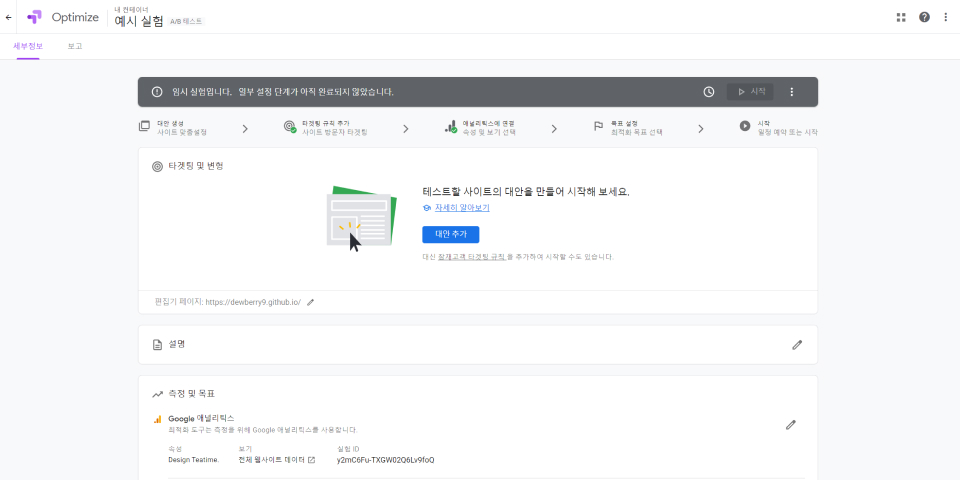 Optimize
내 컨테이너
예시 실험 A/B 테스트
세부정보 보고
임시 실험입니다. 일부 설정 단계가 아직 완료되지 않았습니다.
시작
대안 생성
사이트 맞춤설정
타겟팅 규칙 추가
사이트 방문자 타겟팅
애널리틱스에 연결
속성 및 보기 선택
목표 설정
최적화 목표 선택
시작
일정 예약 또는 시작
타겟팅 및 변형
테스트할 사이트의 대안을 만들어 시작해 보세요.
자세히 알아보기
대안 추가
대신 잠재고객 타겟팅 규칙 을 추가하여 시작할 수도 있습니다.
편집기 페이지: https://dewberry9.github.io/
설명
측정 및 목표
Google 애널리틱스
최적화 도구는 측정을 위해 Google 애널리틱스를 사용합니다.
속성 보기 실험 ID
Design Teatime. 전체 웹사이트 데이터 y2mC6Fu-TXGW02Q6Lv9foQ